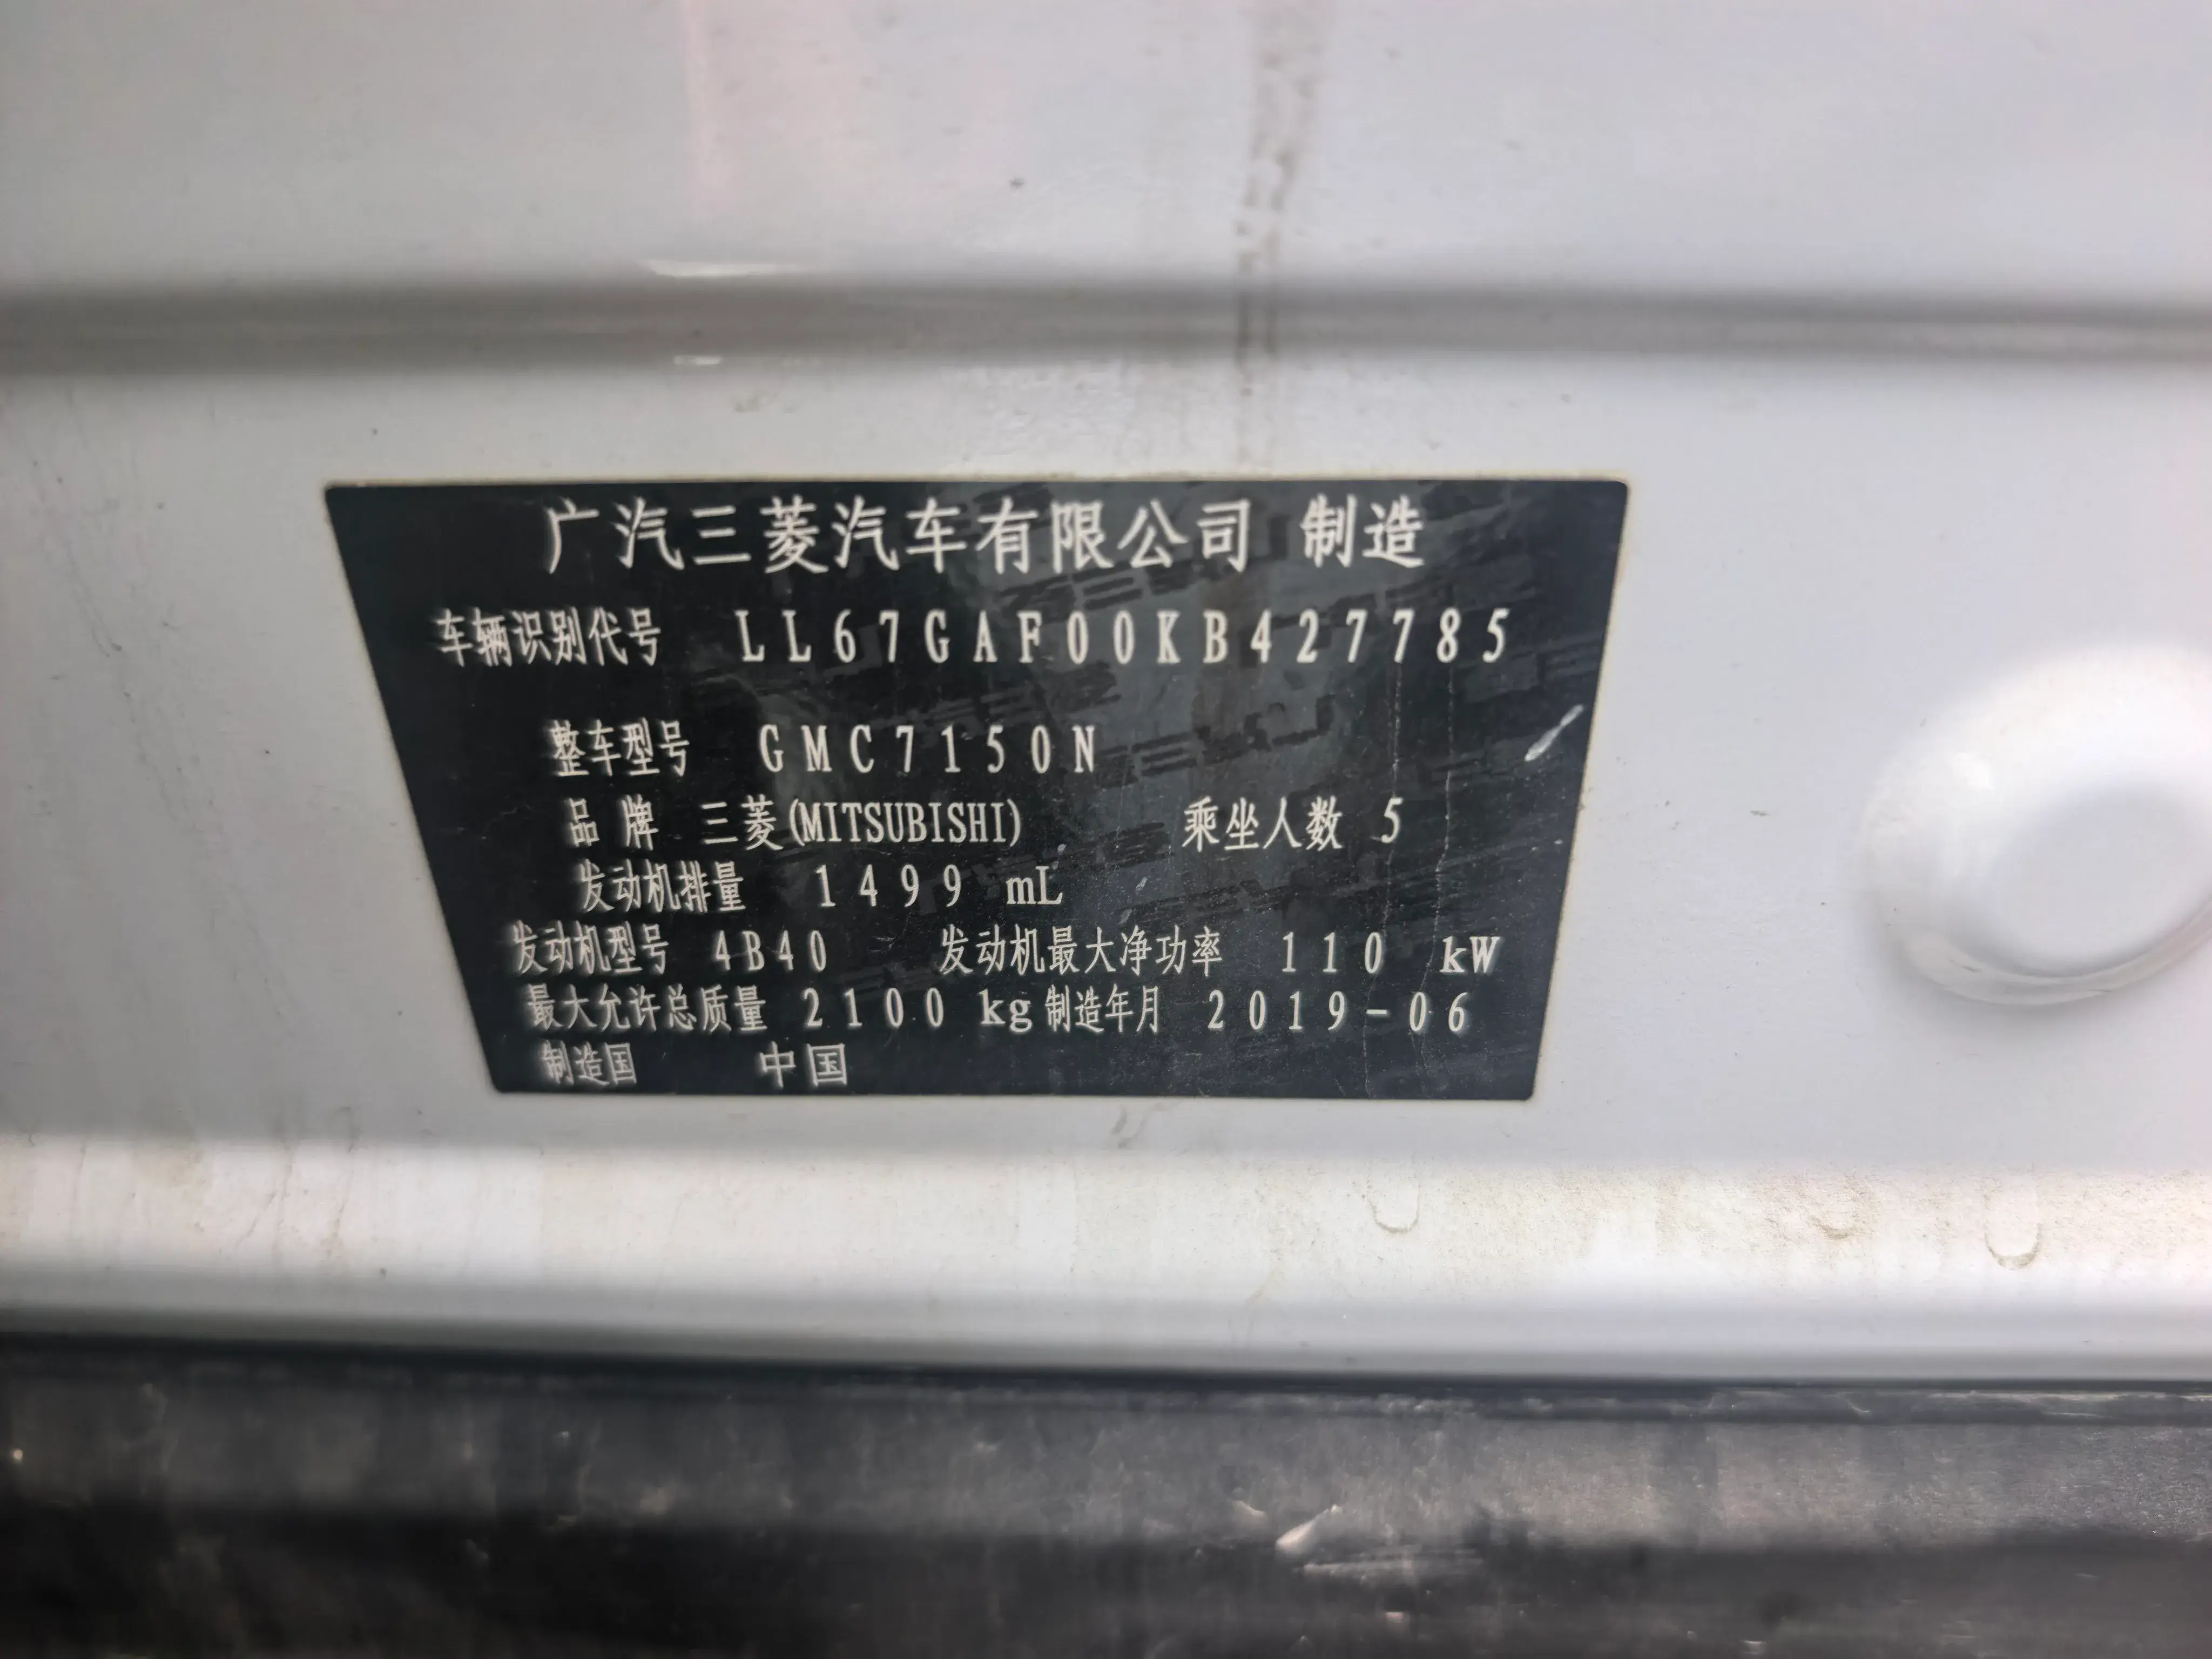 广汽三菱汽车有限公司 制造
车辆识别代号 LL67GAF00KB427785
整车型号 GMC7150N
品牌 三菱(MITSUBISHI) 乘坐人数 5
发动机排量 1499 mL
发动机型号 4B40 发动机最大净功率 110 kW
最大允许总质量 2100 kg 制造年月 2019-06
制造国 中国